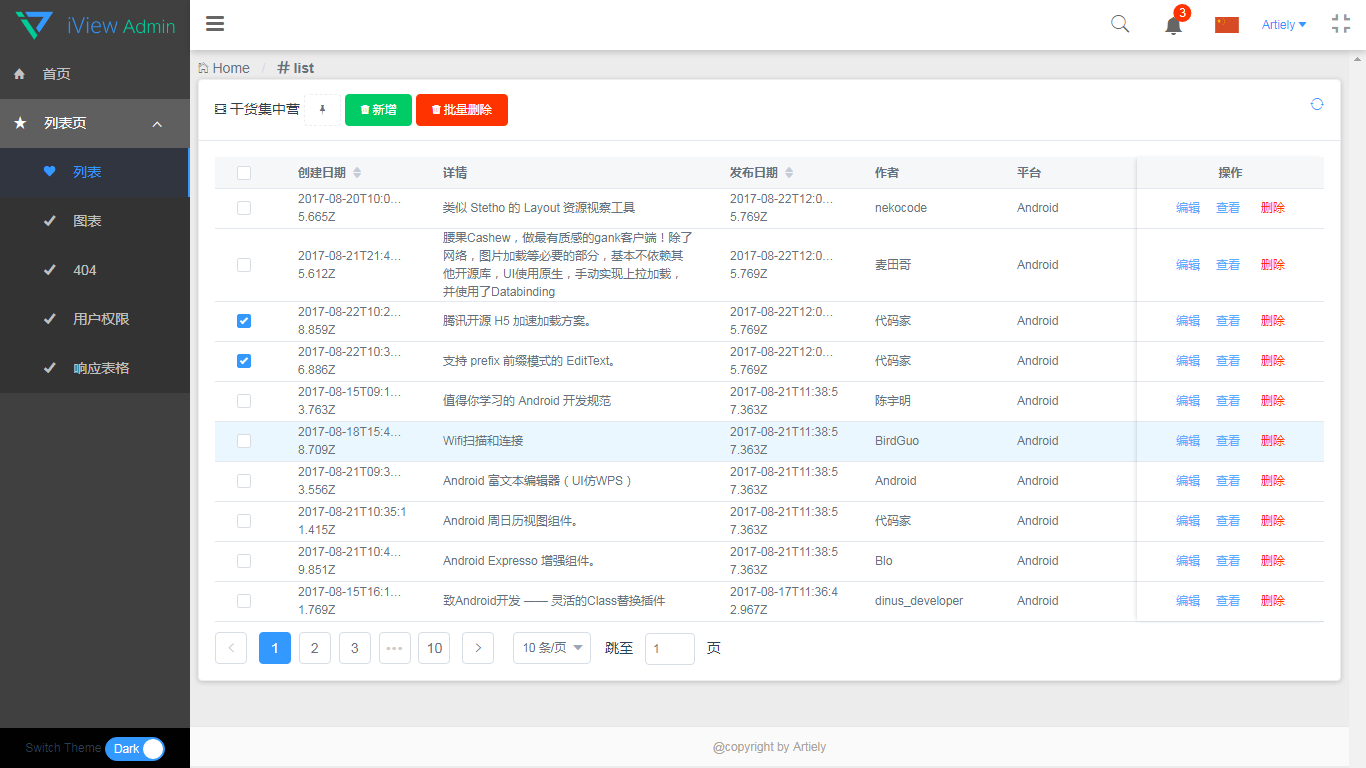 iView Admin
首页
列表页
列表
图表
404
用户权限
响应表格
Switch Theme Dark
3
Artiely
Home / # list
干货集中营 新增 批量删除
创建日期 详情 发布日期 作者 平台 操作
2017-08-20T10:0...
5.665Z
类似 Stetho 的 Layout 资源视察工具
2017-08-22T12:0...
5.769Z
nekocode Android 编辑 查看 删除
2017-08-21T21:4...
5.612Z
腰果Cashew，做最有质感的gank客户端！除了
网络，图片加载等必要的部分，基本不依赖其
他开源库，UI使用原生，手动实现上拉加载，
并使用了Databinding
2017-08-22T12:0...
5.769Z
麦田哥 Android 编辑 查看 删除
2017-08-22T10:2...
8.859Z
腾讯开源 H5 加速加载方案。
2017-08-22T12:0...
5.769Z
代码家 Android 编辑 查看 删除
2017-08-22T10:3...
6.886Z
支持 prefix 前缀模式的 EditText。
2017-08-22T12:0...
5.769Z
代码家 Android 编辑 查看 删除
2017-08-15T09:1...
3.763Z
值得你学习的 Android 开发规范
2017-08-21T11:38:5
7.363Z
陈宇明 Android 编辑 查看 删除
2017-08-18T15:4...
8.709Z
Wifi扫描和连接
2017-08-21T11:38:5
7.363Z
BirdGuo Android 编辑 查看 删除
2017-08-21T09:3...
3.556Z
Android 富文本编辑器（UI仿WPS）
2017-08-21T11:38:5
7.363Z
Android Android 编辑 查看 删除
2017-08-21T10:35:1
1.415Z
Android 周日历视图组件。
2017-08-21T11:38:5
7.363Z
代码家 Android 编辑 查看 删除
2017-08-21T10:4...
9.851Z
Android Expresso 增强组件。
2017-08-21T11:38:5
7.363Z
Blo Android 编辑 查看 删除
2017-08-15T16:1...
1.769Z
致Android开发 —— 灵活的Class替换插件
2017-08-17T11:36:4
2.967Z
dinus_developer Android 编辑 查看 删除
1 2 3 ••• 10 10 条/页 跳至 1 页
@copyright by Artiely